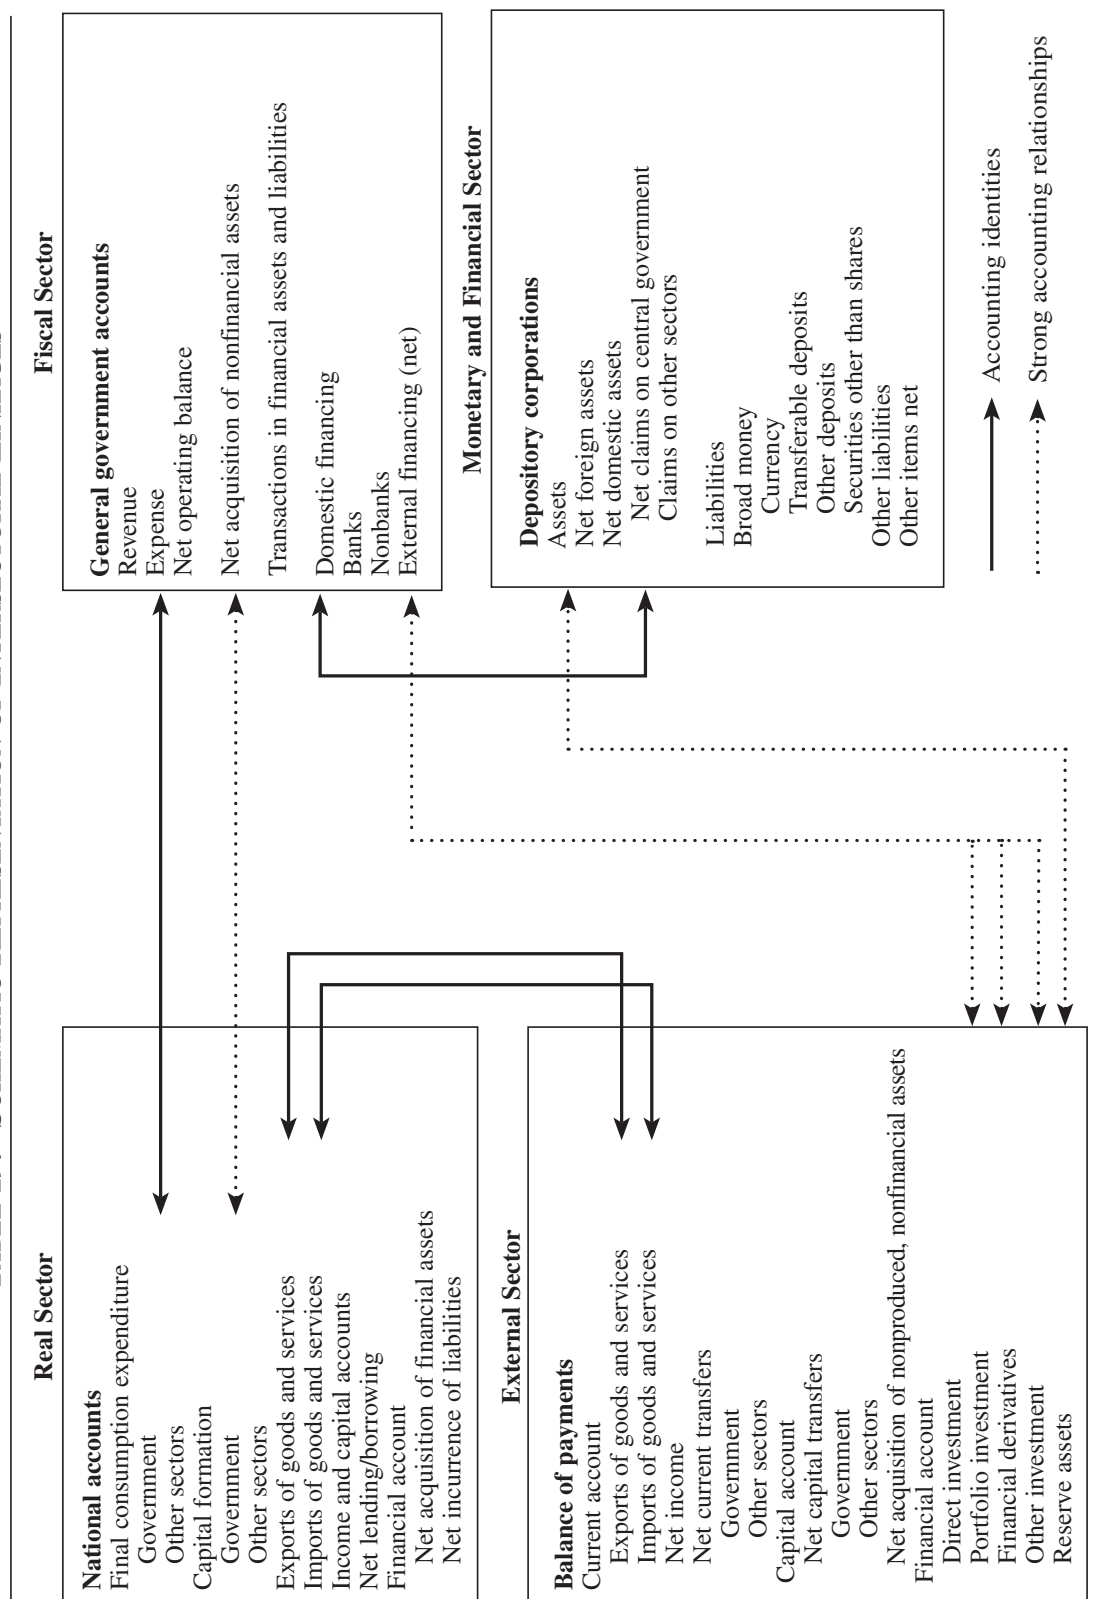 Real Sector
National accounts
Final consumption expenditure
Government
Other sectors
Capital formation
Government
Other sectors
Exports of goods and services
Imports of goods and services
Income and capital accounts
Net lending/borrowing
Financial account
Net acquisition of financial assets
Net incurrence of liabilities
External Sector
Balance of payments
Current account
Exports of goods and services
Imports of goods and services
Net income
Net current transfers
Government
Other sectors
Capital account
Net capital transfers
Government
Other sectors
Net acquisition of nonproduced, nonfinancial assets
Financial account
Direct investment
Portfolio investment
Financial derivatives
Other investment
Reserve assets
Fiscal Sector
General government accounts
Revenue
Expense
Net operating balance
Net acquisition of nonfinancial assets
Transactions in financial assets and liabilities
Domestic financing
Banks
Nonbanks
External financing (net)
Monetary and Financial Sector
Depository corporations
Assets
Net foreign assets
Net domestic assets
Net claims on central government
Claims on other sectors
Liabilities
Broad money
Currency
Transferable deposits
Other deposits
Securities other than shares
Other liabilities
Other items net
Accounting identities
Strong accounting relationships